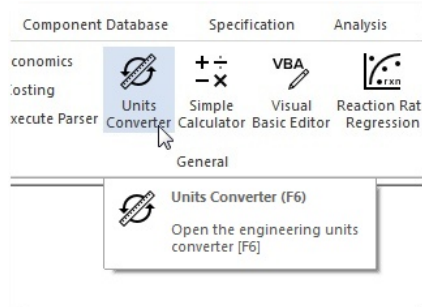 Component Database Specification Analysis
conomics
osting
xecute Parser
Units Converter
Simple Calculator
VBA
Visual Basic Editor
rxn
Reaction Rat
Regression
General
Units Converter (F6)
Open the engineering units
converter [F6]